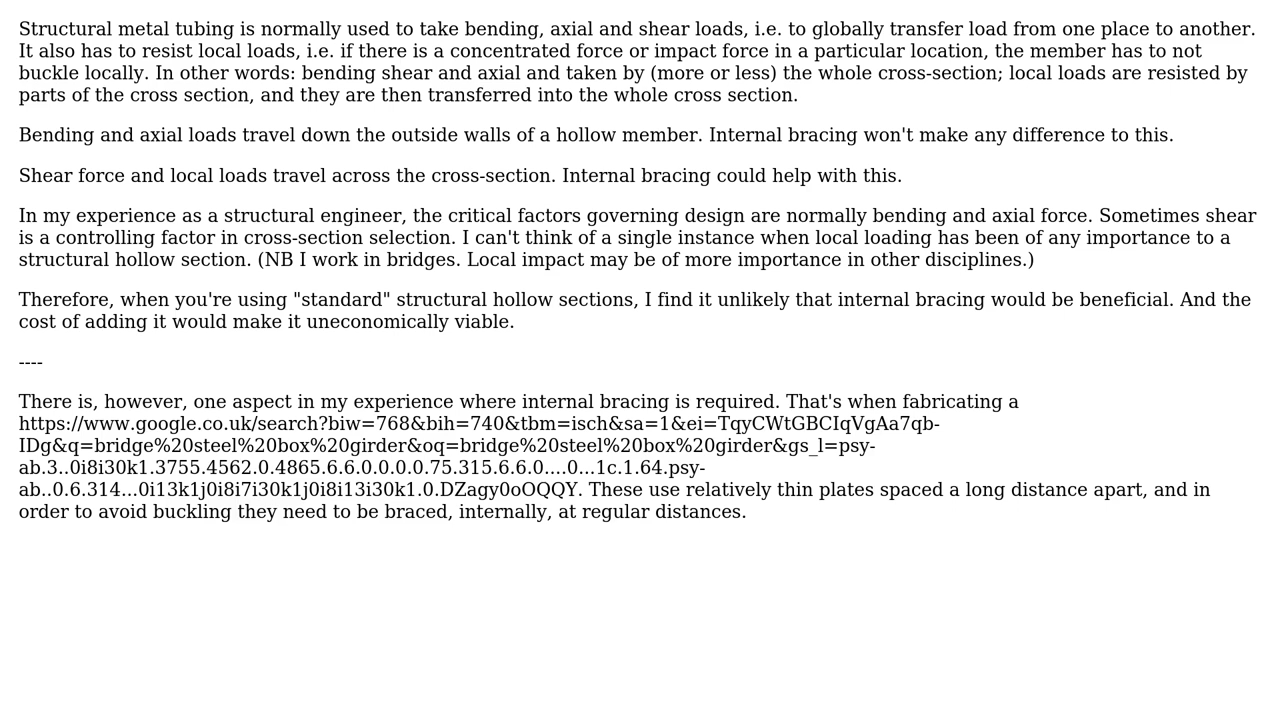 Structural metal tubing is normally used to take bending, axial and shear loads, i.e. to globally transfer load from one place to another.
It also has to resist local loads, i.e. if there is a concentrated force or impact force in a particular location, the member has to not
buckle locally. In other words: bending shear and axial and taken by (more or less) the whole cross-section; local loads are resisted by
parts of the cross section, and they are then transferred into the whole cross section.
Bending and axial loads travel down the outside walls of a hollow member. Internal bracing won't make any difference to this.
Shear force and local loads travel across the cross-section. Internal bracing could help with this.
In my experience as a structural engineer, the critical factors governing design are normally bending and axial force. Sometimes shear
is a controlling factor in cross-section selection. I can't think of a single instance when local loading has been of any importance to a
structural hollow section. (NB I work in bridges. Local impact may be of more importance in other disciplines.)
Therefore, when you're using "standard" structural hollow sections, I find it unlikely that internal bracing would be beneficial. And the
cost of adding it would make it uneconomically viable.
----
There is, however, one aspect in my experience where internal bracing is required. That's when fabricating a
https://www.google.co.uk/search?biw=768&bih=740&tbm=isch&sa=1&ei=TqyCWtGBCIqVgAa7qb-
IDg&q=bridge%20steel%20box%20girder&oq=bridge%20steel%20box%20girder&gs_l=psy-
ab.3..0i8i30k1.3755.4562.0.4865.6.6.0.0.0.0.75.315.6.6.0....0...1c.1.64.psy-
ab..0.6.314...0i13k1j0i8i7i30k1j0i8i13i30k1.0.DZagy0oOQQY. These use relatively thin plates spaced a long distance apart, and in
order to avoid buckling they need to be braced, internally, at regular distances.